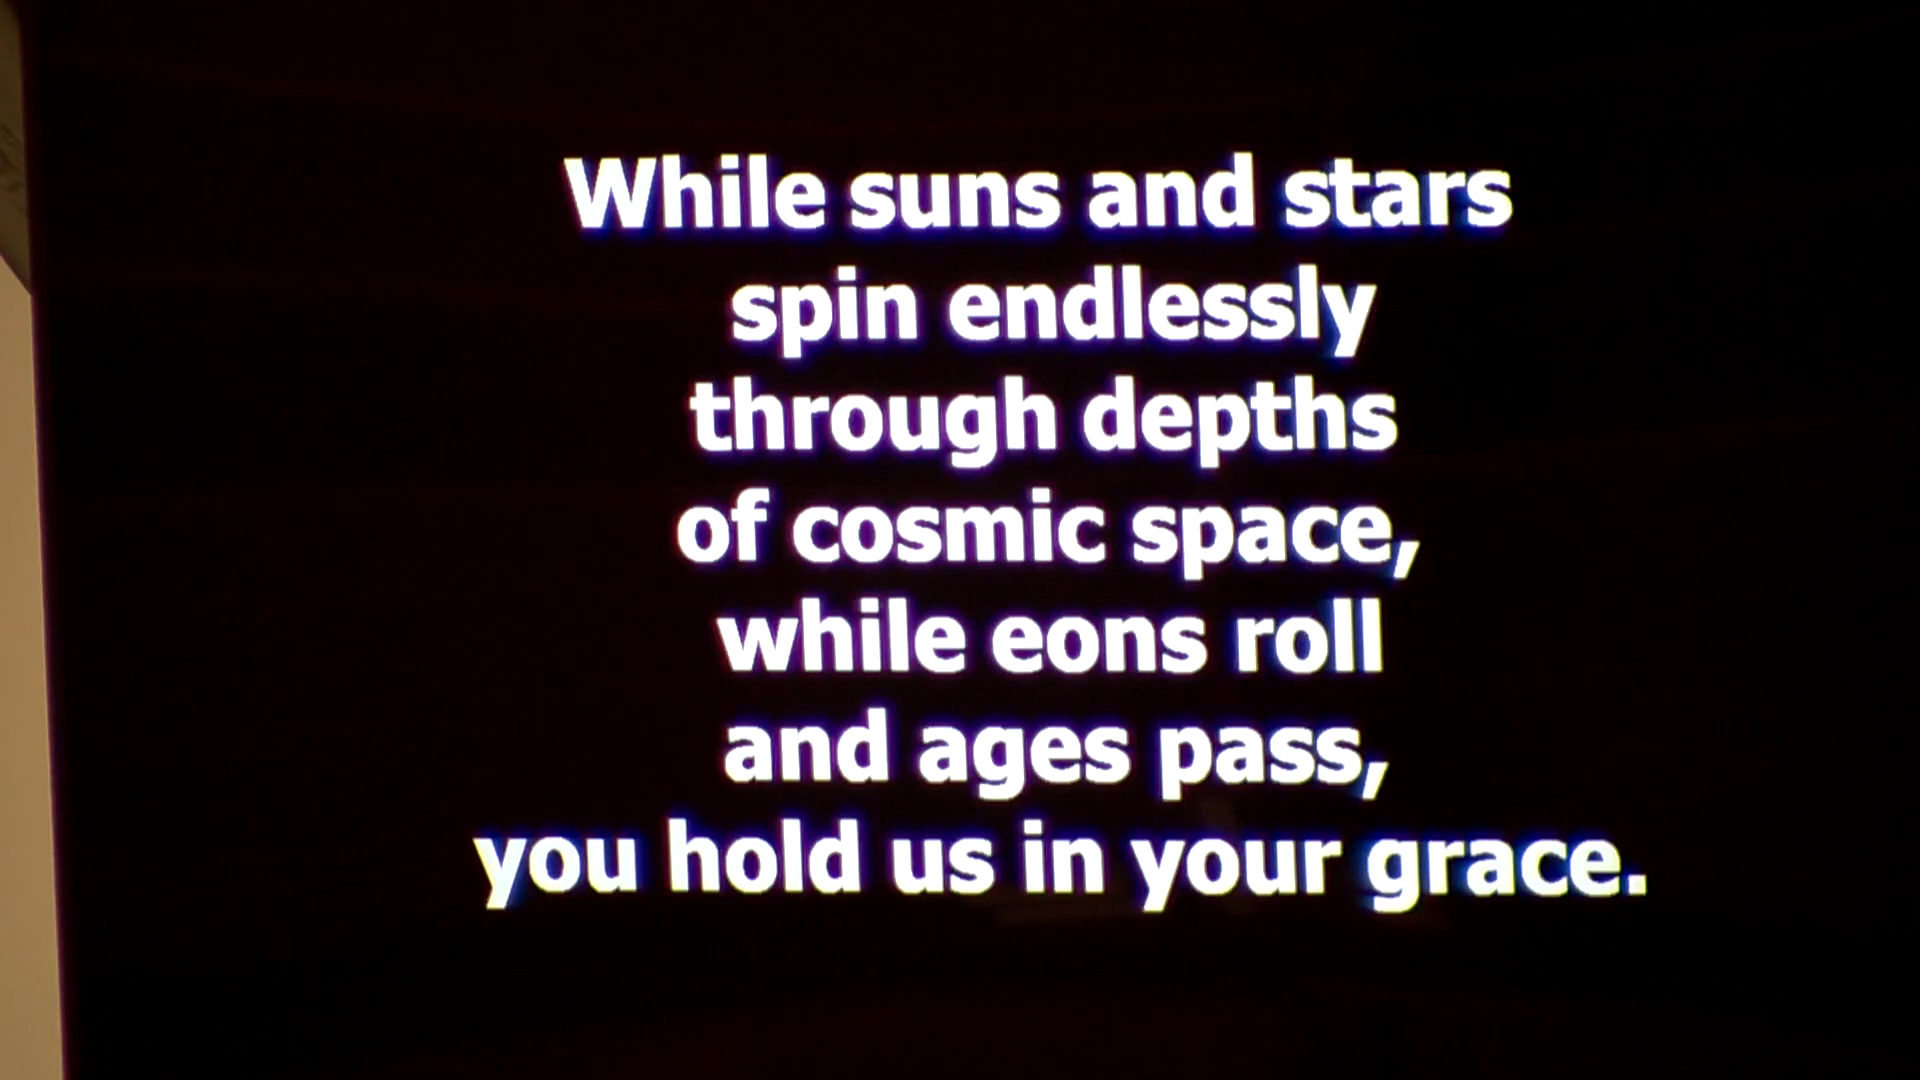 While suns and stars
spin endlessly
through depths
of cosmic space,
while eons roll
and ages pass,
you hold us in your grace.